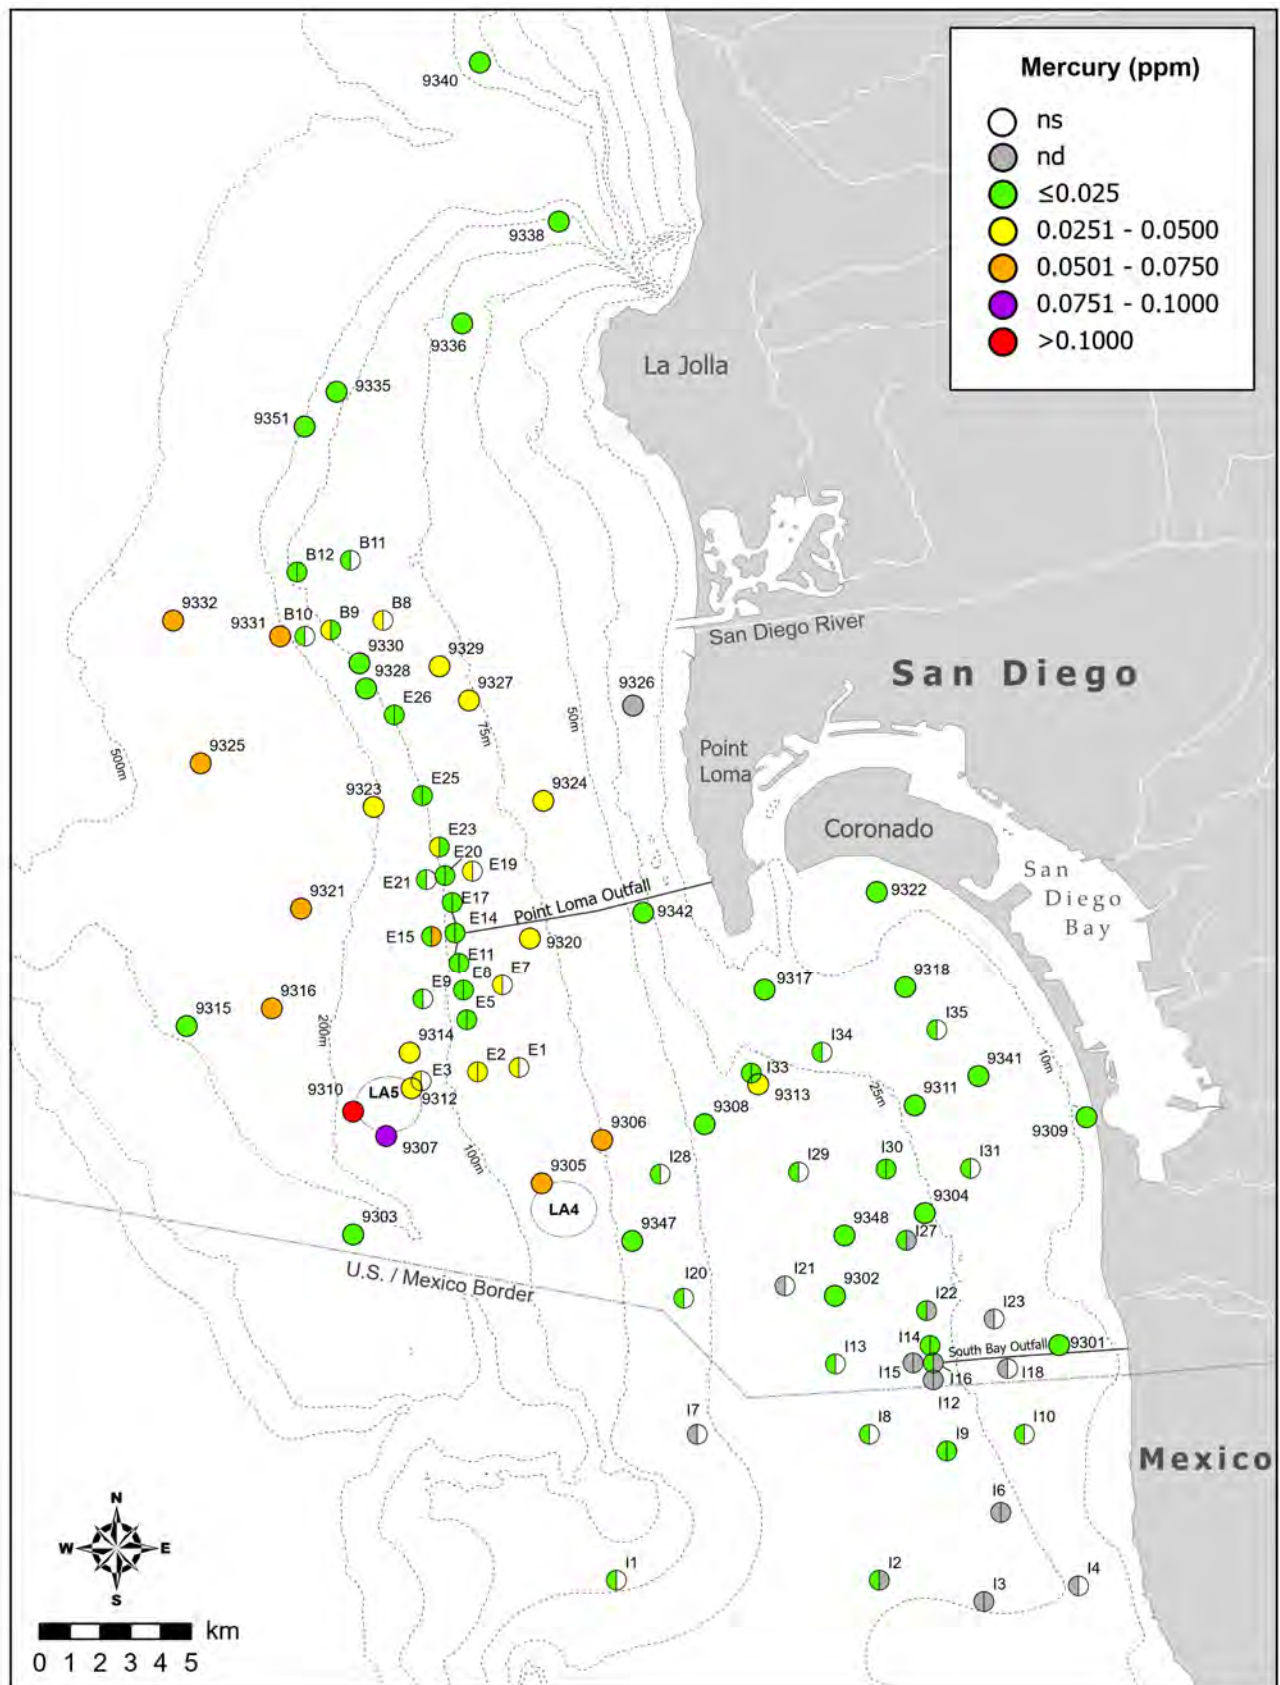 Mercury (ppm)
ns
nd
≤0.025
0.0251 - 0.0500
0.0501 - 0.0750
0.0751 - 0.1000
>0.1000
9340
9338
9336
La Jolla
9335
9351
B12
B11
9332
9331
B10
B9
B8
9330
9328
9329
9327
E26
San Diego River
San Diego
9326
75m
50m
500m
Point
Loma
9325
9323
E25
9324
Coronado
E23
E20
E19
E21
San
Diego
Bay
9321
E17
Point Loma Outfall
9342
9322
E14
E15
9320
E11
E8
E7
E9
E5
9317
9318
9316
9315
200m
I35
I34
9314
E3
E2
E1
I33
9313
9341
10m
25m
9310
LA5
9312
9311
9308
9309
9307
100m
9306
I28
I29
I30
I31
9305
LA4
9304
9303
9347
9348
I27
U.S. / Mexico Border
I20
I21
9302
I22
I23
I14
South Bay Outfall
9301
I13
I15
I16
I18
I12
I7
I8
I9
I10
Mexico
I6
N
W
E
S
I1
I2
I3
I4
km
0 1 2 3 4 5